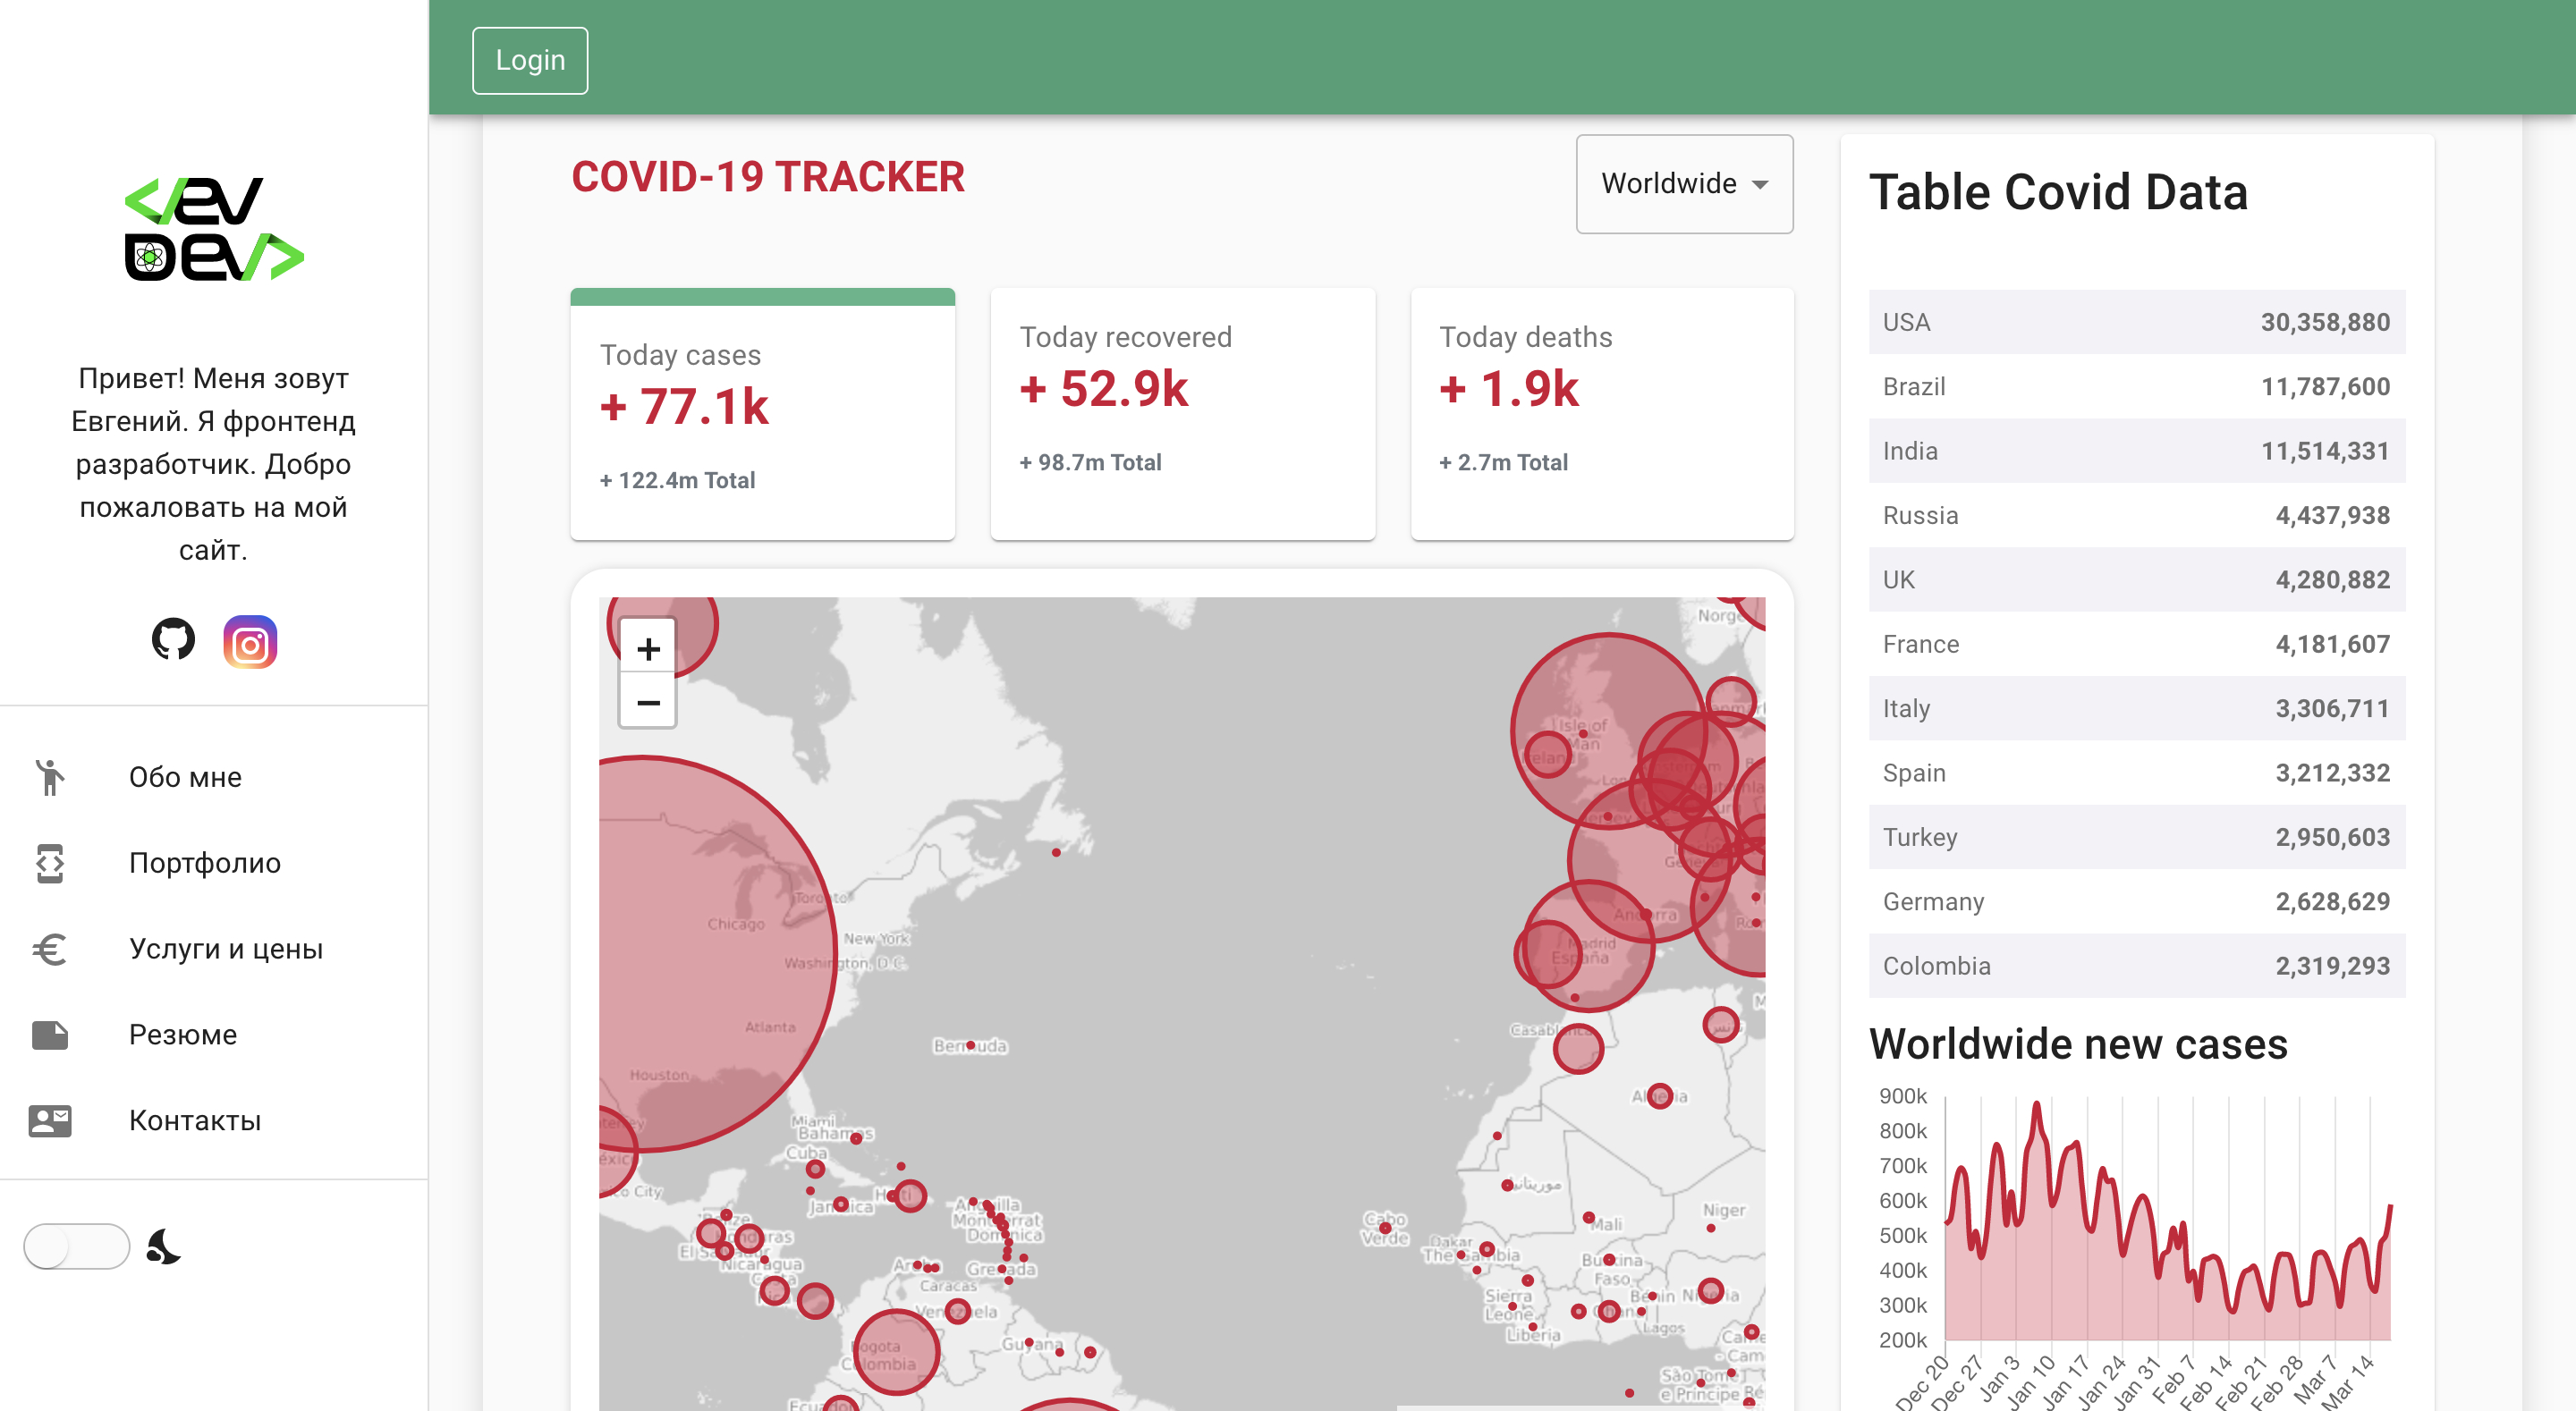 Login
</ev
Dev/>
Привет! Меня зовут
Евгений. Я фронтенд
разработчик. Добро
пожаловать на мой
сайт.
Обо мне
Портфолио
Услуги и цены
Резюме
Контакты
COVID-19 TRACKER
Worldwide
Today cases
+ 77.1k
+ 122.4m Total
Today recovered
+ 52.9k
+ 98.7m Total
Today deaths
+ 1.9k
+ 2.7m Total
+
−
Norge
Isle of
Man
Toronto
Chicago
New York
Washington, D.C.
Atlanta
Houston
Bermuda
Miami
Bahamas
Cuba
Jamaica
Haiti
Anguilla
Montserrat
Dominica
Grenada
Nicaragua
Caracas
Venezuela
Bogota
Colombia
Guyana
Andorra
Madrid
España
Casablanca
Algeria
موريتانيا
Cabo
Verde
Dakar
The Gambia
Mali
Niger
Burkina
Faso
Sierra
Leone
Liberia
Ghana
Bénin
Nigeria
Lagos
São Tomé
e Príncipe
Table Covid Data
USA 30,358,880
Brazil 11,787,600
India 11,514,331
Russia 4,437,938
UK 4,280,882
France 4,181,607
Italy 3,306,711
Spain 3,212,332
Turkey 2,950,603
Germany 2,628,629
Colombia 2,319,293
Worldwide new cases
900k
800k
700k
600k
500k
400k
300k
200k
Dec 20
Dec 27
Jan 3
Jan 10
Jan 17
Jan 24
Jan 31
Feb 7
Feb 14
Feb 21
Feb 28
Mar 7
Mar 14